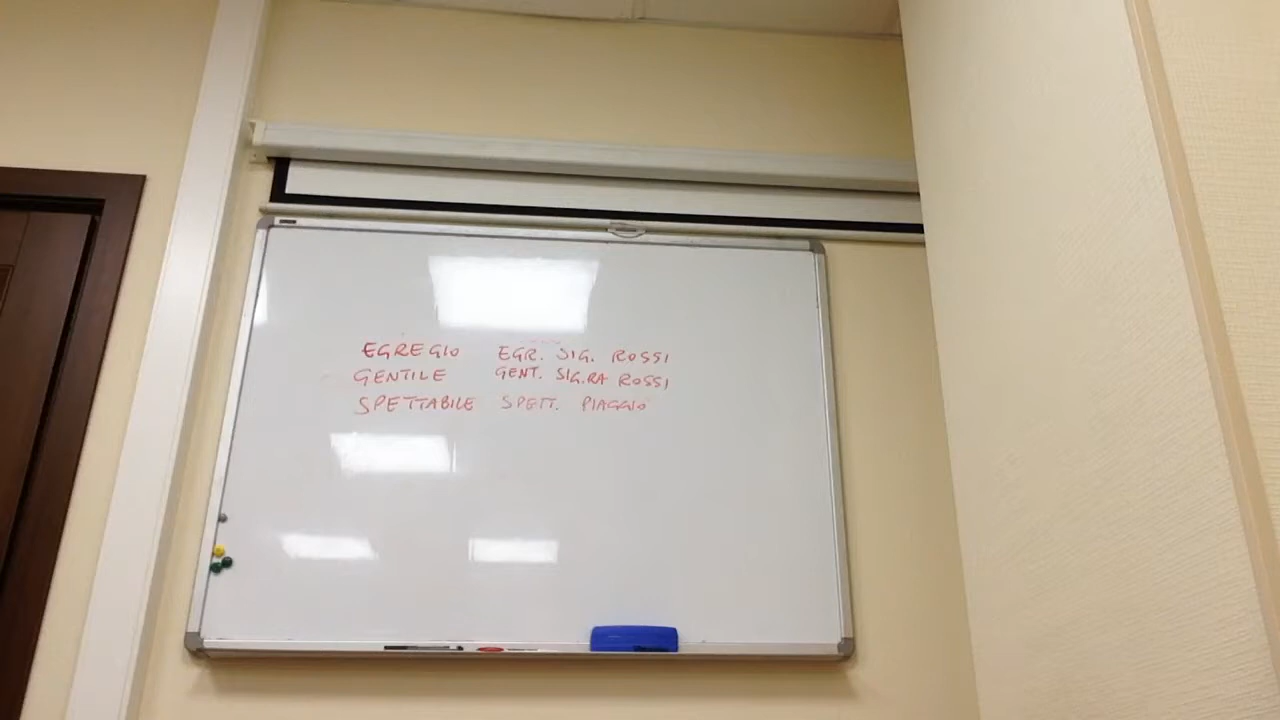 EGREGIO EGR. SIG. ROSSI
GENTILE GENT. SIG.RA ROSSI
SPETTABILE SPETT. PIAGGIO